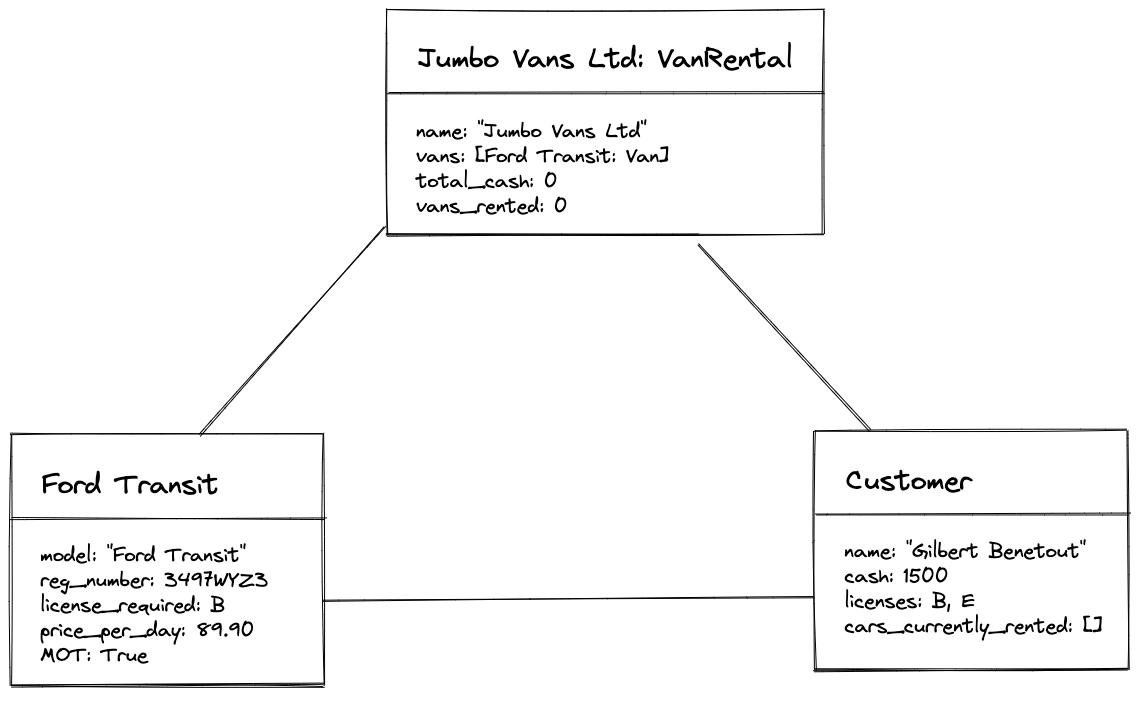 Jumbo Vans Ltd: VanRental
name: "Jumbo Vans Ltd"
vans: [Ford Transit: Van]
total_cash: 0
vans_rented: 0
Ford Transit
model: "Ford Transit"
reg_number: 3497WYZ3
license_required: B
price_per_day: 89.90
MOT: True
Customer
name: "Gilbert Benetout"
cash: 1500
licenses: B, E
cars_currently_rented: []